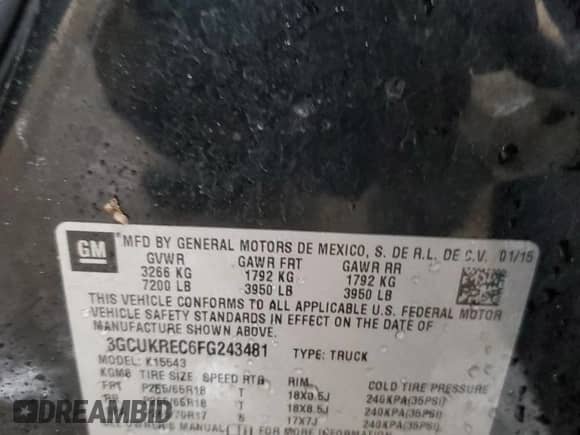 GM
MFD BY GENERAL MOTORS DE MEXICO, S. DE R.L. DE C.V. 01/15
GVWR GAWR FRT GAWR RR
3266 KG 1792 KG 1792 KG
7200 LB 3950 LB 3950 LB
THIS VEHICLE CONFORMS TO ALL APPLICABLE U.S. FEDERAL MOTOR
VEHICLE SAFETY STANDARDS IN EFFECT ON THE DATE OF
MANUFACTURE SHOWN ABOVE.
3GCUKREC6FG243481 TYPE: TRUCK
MODEL: K15543
TIRE SIZE SPEED RTG RIM COLD TIRE PRESSURE
FRT P265/65R18 T 18X8.5J 240KPA(35PSI)
RR T 18X8.5J 240KPA(35PSI)
17X7J 240KPA(35PSI)
OWNER'S MANUAL FOR
DREAMBID